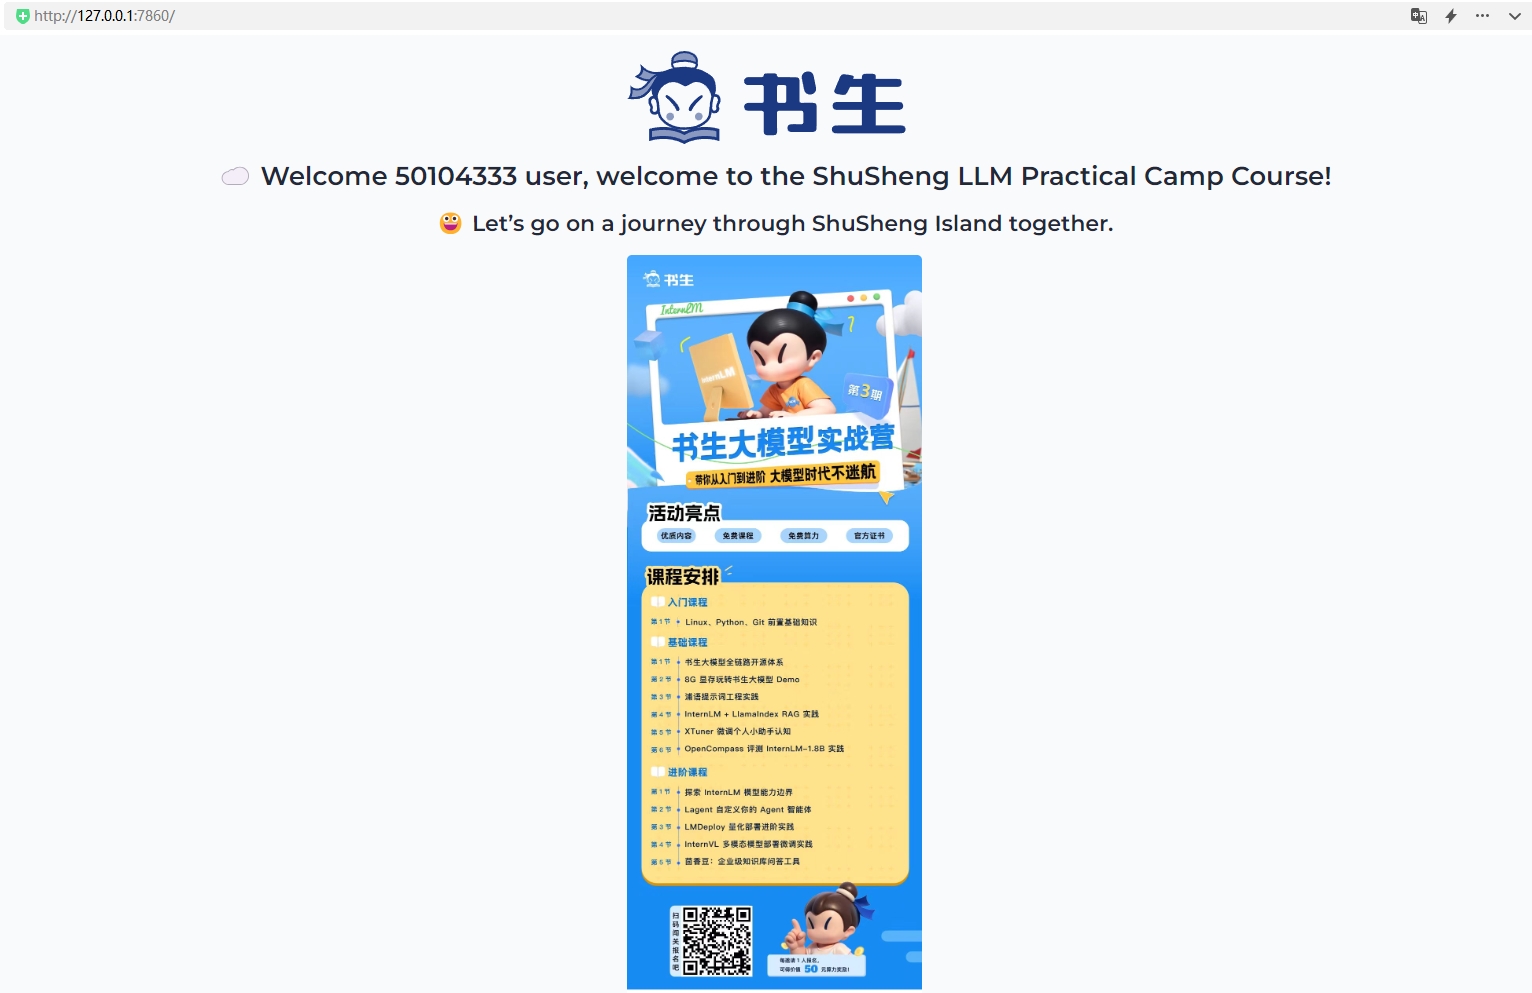 http://127.0.0.1:7860/
书生
Welcome 50104333 user, welcome to the ShuSheng LLM Practical Camp Course!
Let’s go on a journey through ShuSheng Island together.
书生
InternLM
InternLM
第3期
书生大模型实战营
带你从入门到进阶 大模型时代不迷航
活动亮点
优质内容 免费课程 免费算力 官方证书
课程安排
入门课程
第1节 Linux、Python、Git 前置基础知识
基础课程
第1节 书生大模型全链路开源体系
第2节 8G 显存玩转书生大模型 Demo
第3节 浦语提示词工程实践
第4节 InternLM + LlamaIndex RAG 实践
第5节 XTuner 微调个人小助手认知
第6节 OpenCompass 评测 InternLM-1.8B 实践
进阶课程
第1节 探索 InternLM 模型能力边界
第2节 Lagent 自定义你的 Agent 智能体
第3节 LMDeploy 量化部署进阶实践
第4节 InternVL 多模态模型部署微调实践
第5节 茴香豆：企业级知识库问答工具
扫码闯关报名吧
每邀请1人报名，
可得价值 50 元算力奖励！